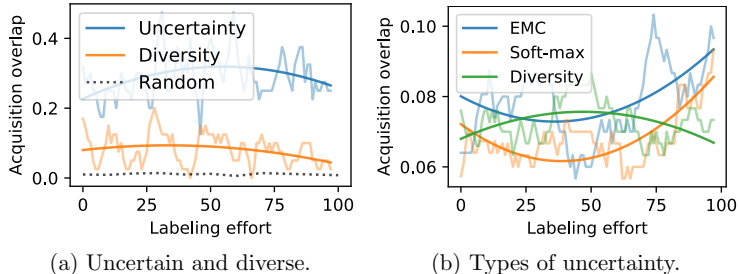 Acquisition overlap
0.4
0.2
0.0
Uncertainty
Diversity
Random
0
25
50
75
100
Labeling effort
(a) Uncertain and diverse.
Acquisition overlap
0.10
0.08
0.06
EMC
Soft-max
Diversity
0
25
50
75
100
Labeling effort
(b) Types of uncertainty.